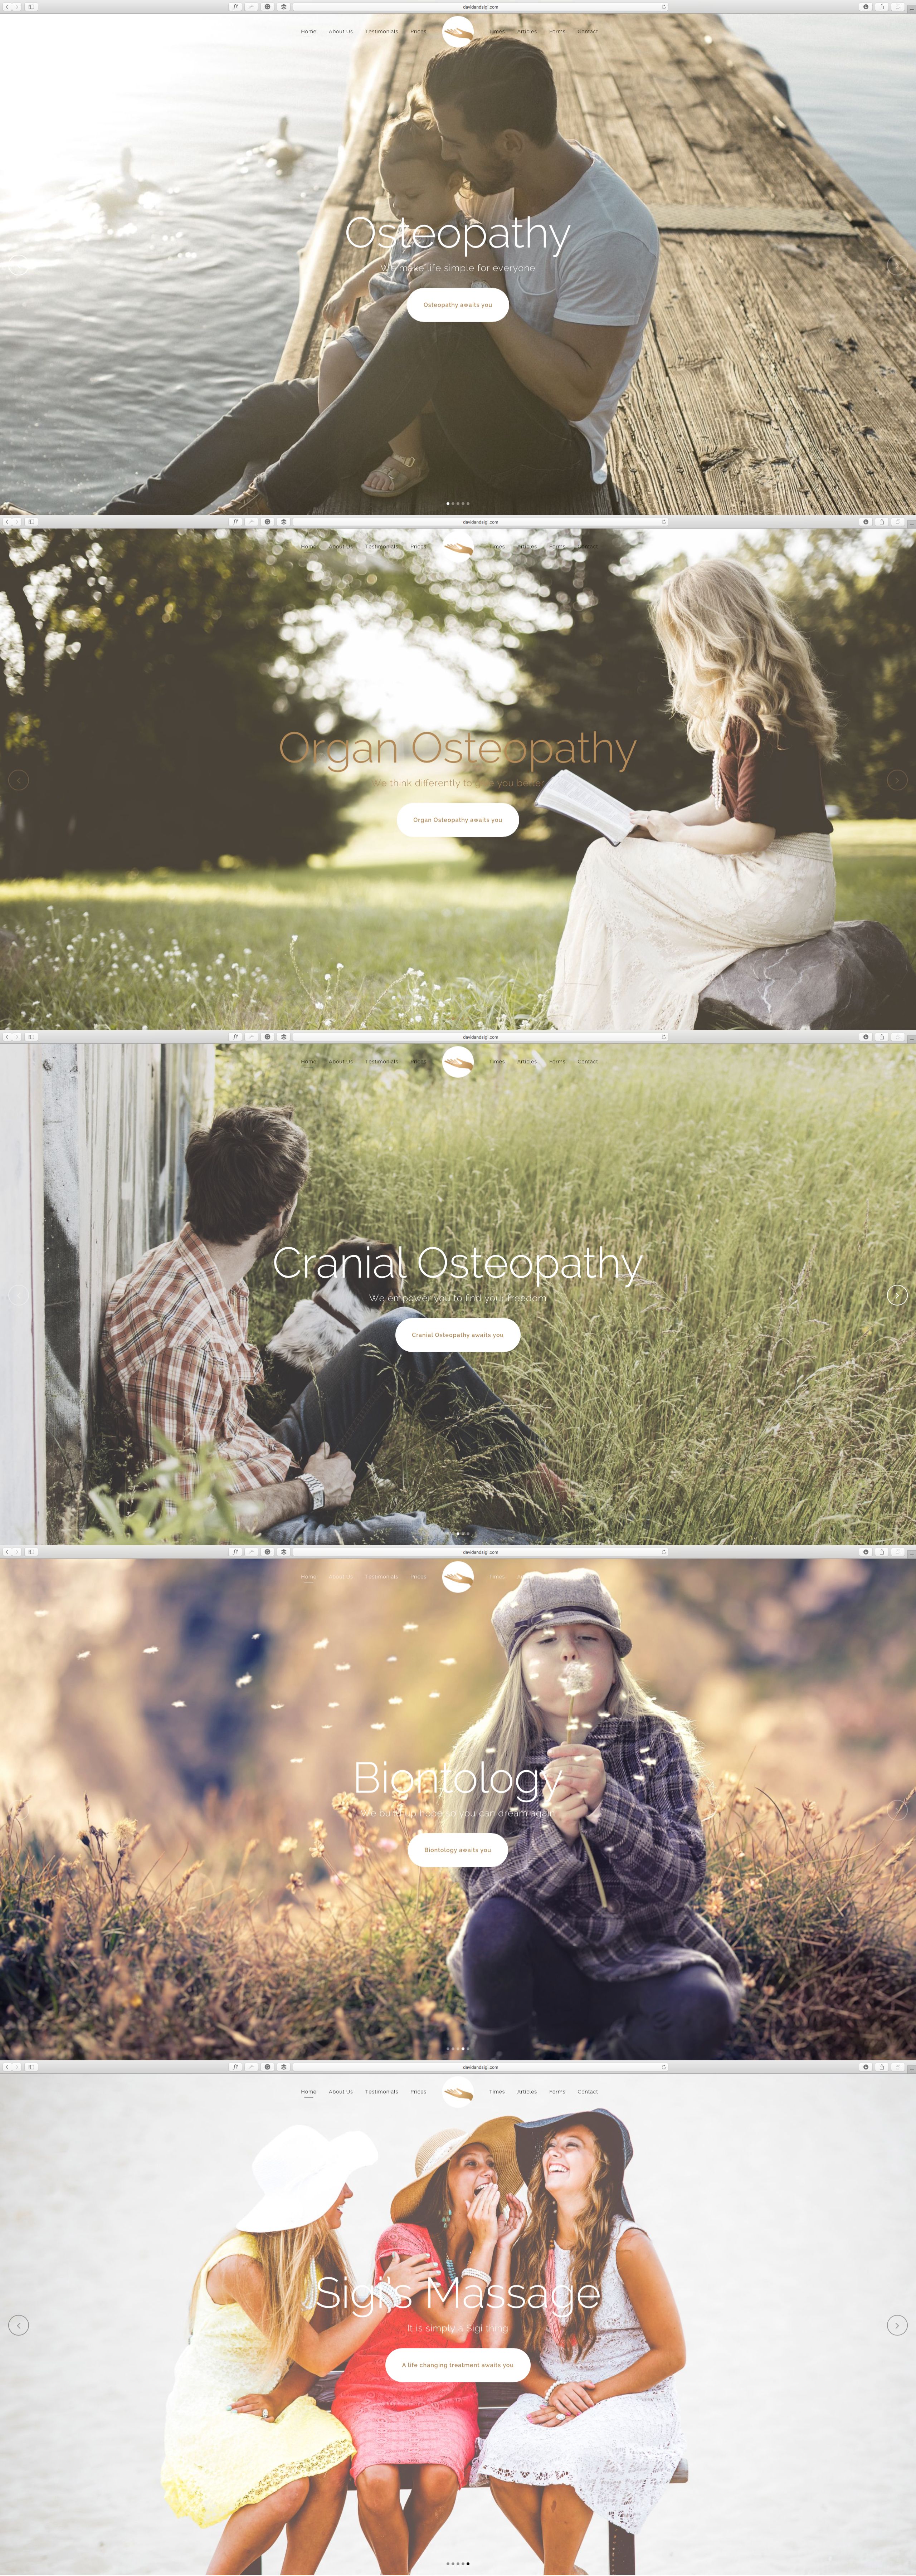 davidandsigi.com
Home About Us Testimonials Prices Times Articles Forms Contact
Osteopathy
We make life simple for everyone
Osteopathy awaits you
davidandsigi.com
Home About Us Testimonials Prices Times Articles Forms
Organ Osteopathy
We think differently to you better
Organ Osteopathy awaits you
davidandsigi.com
Home About Us Testimonials Prices Times Articles Forms Contact
Cranial Osteopathy
We empower you to find your freedom
Cranial Osteopathy awaits you
davidandsigi.com
Home About Us Testimonials Prices Times
Biontology
We build up hope so you can dream again
Biontology awaits you
davidandsigi.com
Home About Us Testimonials Prices Times Articles Forms Contact
Sigi's Massage
It is simply a Sigi thing
A life changing treatment awaits you